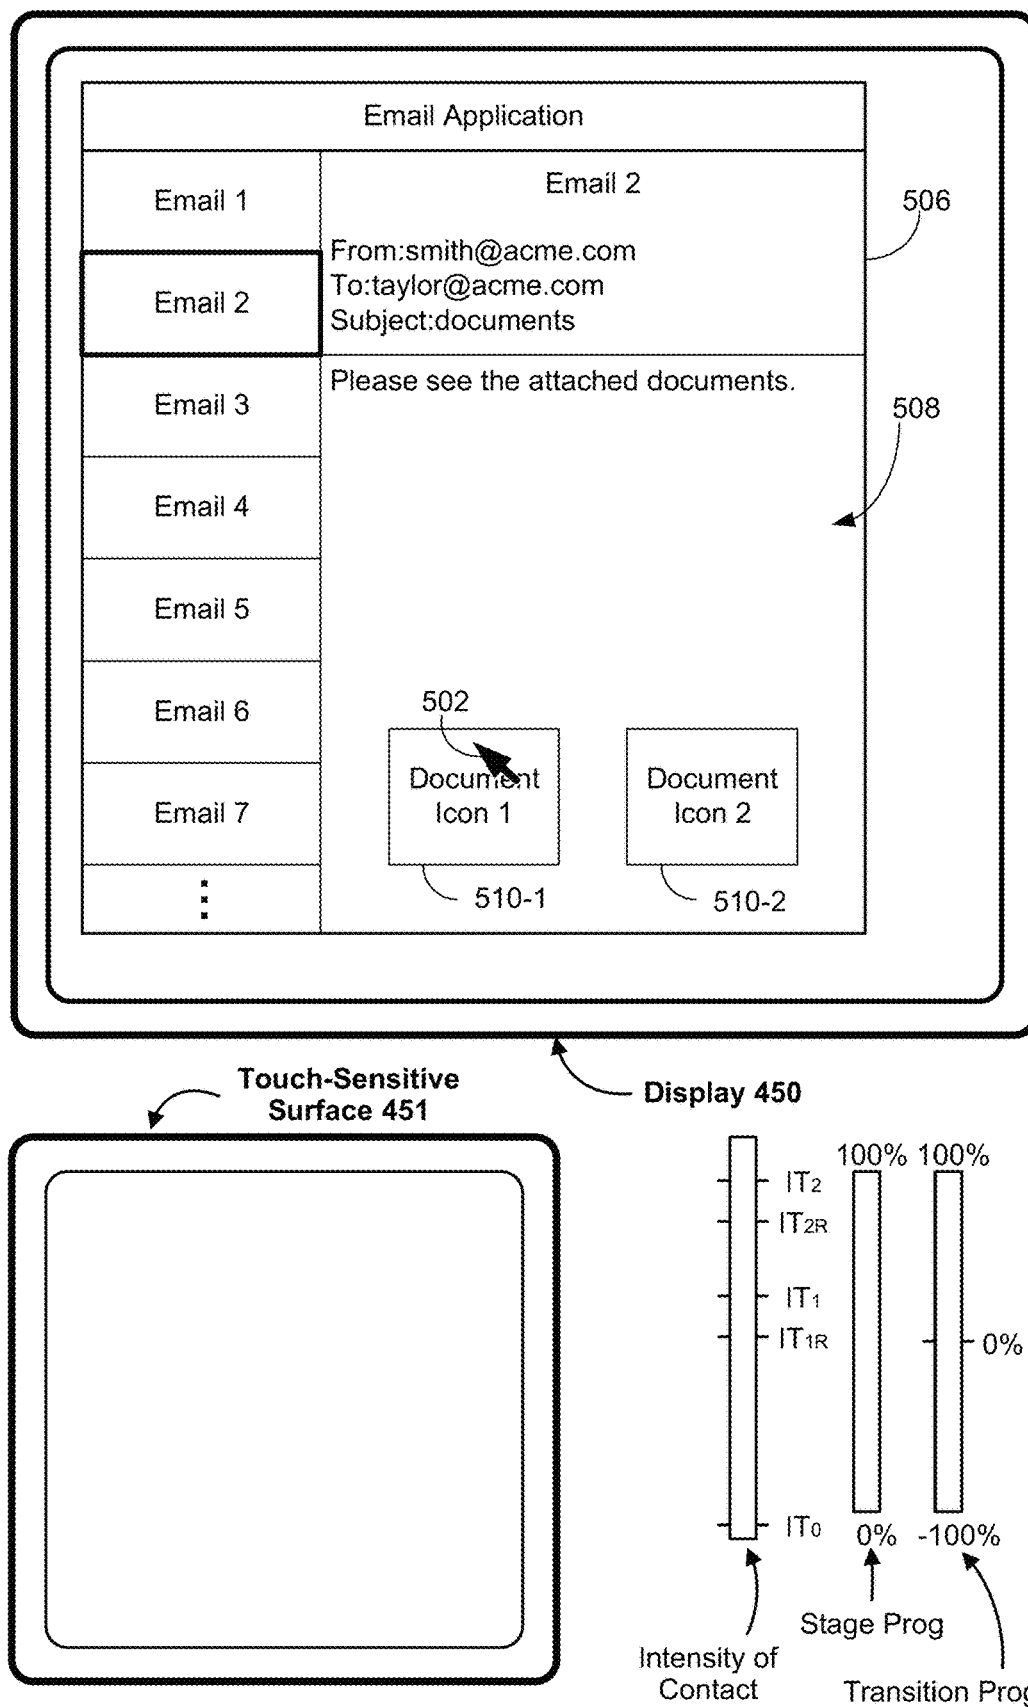 Email Application
Email 1
Email 2
Email 3
Email 4
Email 5
Email 6
Email 7
Email 2
From:smith@acme.com
To:taylor@acme.com
Subject:documents
Please see the attached documents.
506
508
502
Document
Icon 1
Document
Icon 2
510-1
510-2
Touch-Sensitive
Surface 451
Display 450
IT2
IT2R
IT1
IT1R
IT0
100%
100%
0%
0%
-100%
Intensity of
Contact
Stage Prog
Transition Prog